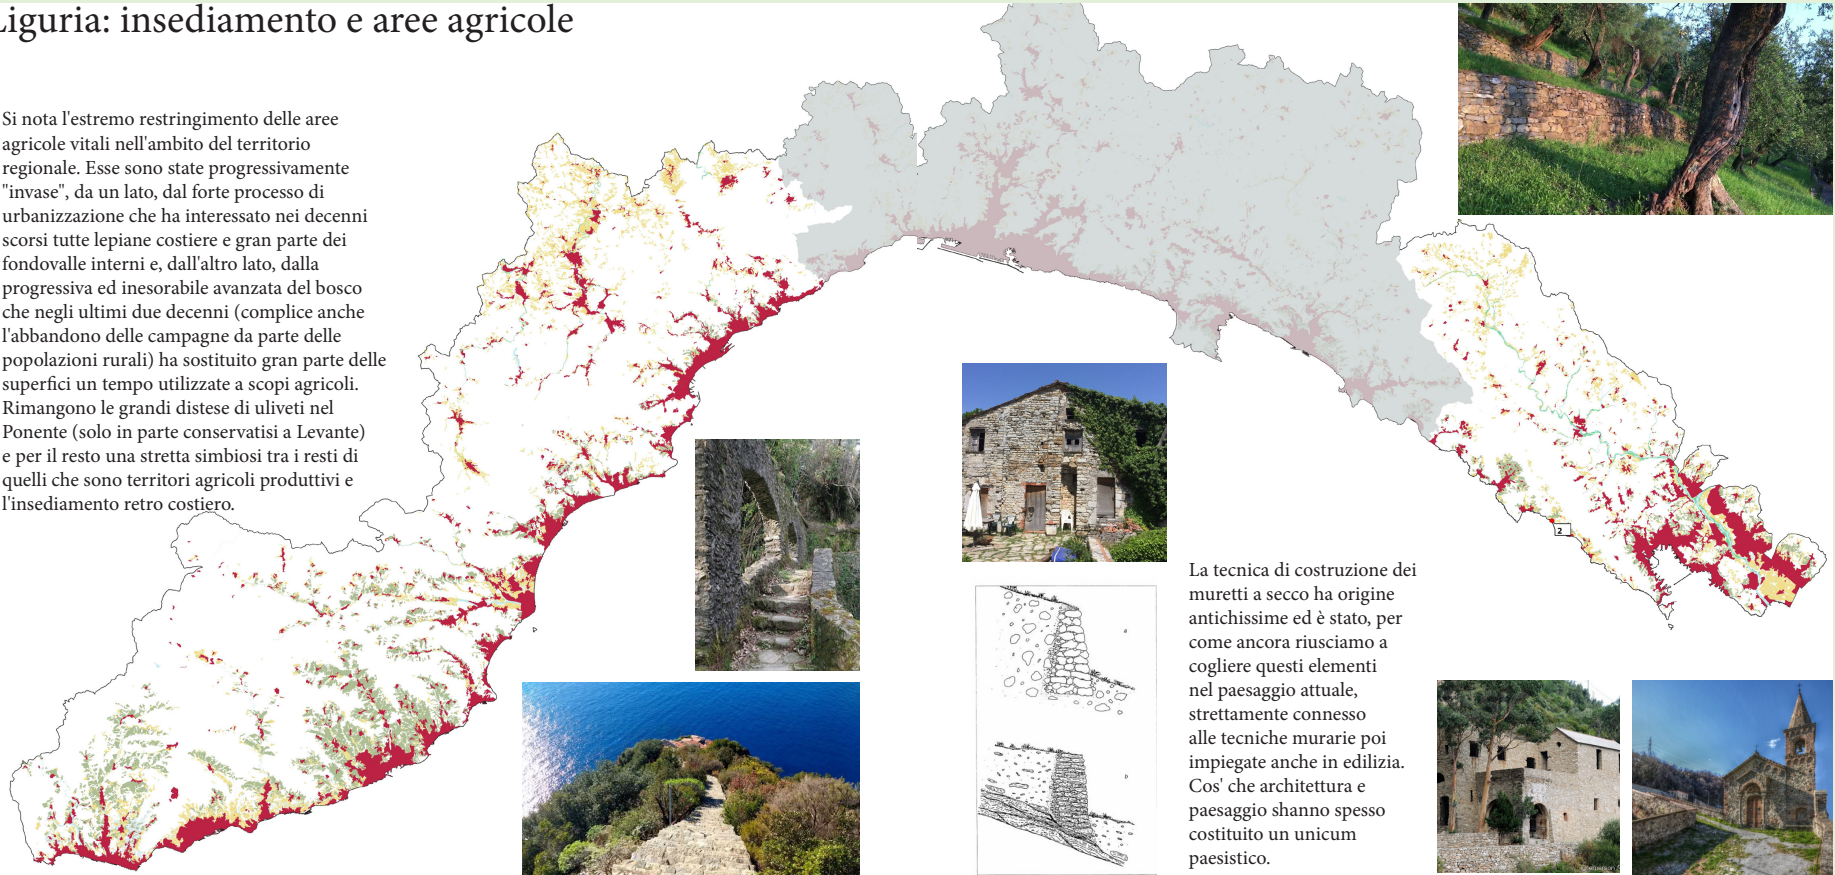 Liguria: insediamento e aree agricole
Si nota l'estremo restringimento delle aree
agricole vitali nell'ambito del territorio
regionale. Esse sono state progressivamente
"invase", da un lato, dal forte processo di
urbanizzazione che ha interessato nei decenni
scorsi tutte lepiane costiere e gran parte dei
fondovalle interni e, dall'altro lato, dalla
progressiva ed inesorabile avanzata del bosco
che negli ultimi due decenni (complice anche
l'abbandono delle campagne da parte delle
popolazioni rurali) ha sostituito gran parte delle
superfici un tempo utilizzate a scopi agricoli.
Rimangono le grandi distese di uliveti nel
Ponente (solo in parte conservatisi a Levante)
e per il resto una stretta simbiosi tra i resti di
quelli che sono territori agricoli produttivi e
l'insediamento retro costiero.
2
La tecnica di costruzione dei
muretti a secco ha origine
antichissime ed è stato, per
come ancora riusciamo a
cogliere questi elementi
nel paesaggio attuale,
strettamente connesso
alle tecniche murarie poi
impiegate anche in edilizia.
Cos' che architettura e
paesaggio shanno spesso
costituito un unicum
paesistico.